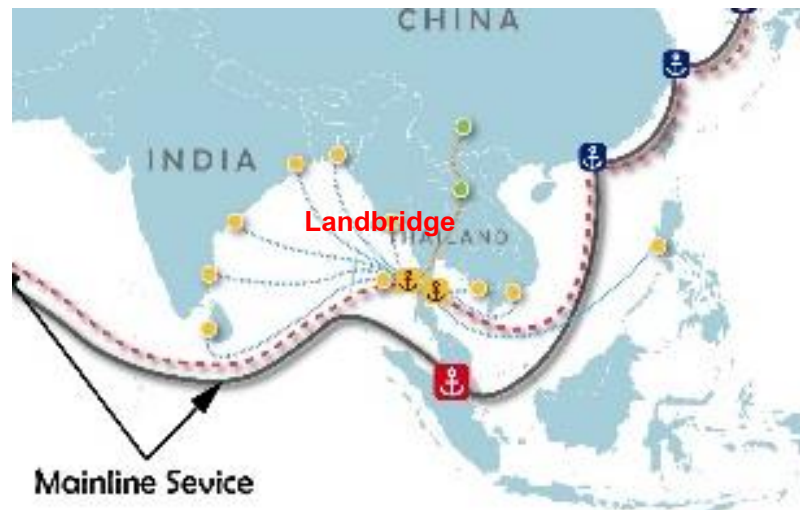 CHINA
INDIA
Landbridge
THAILAND
Mainline Sevice